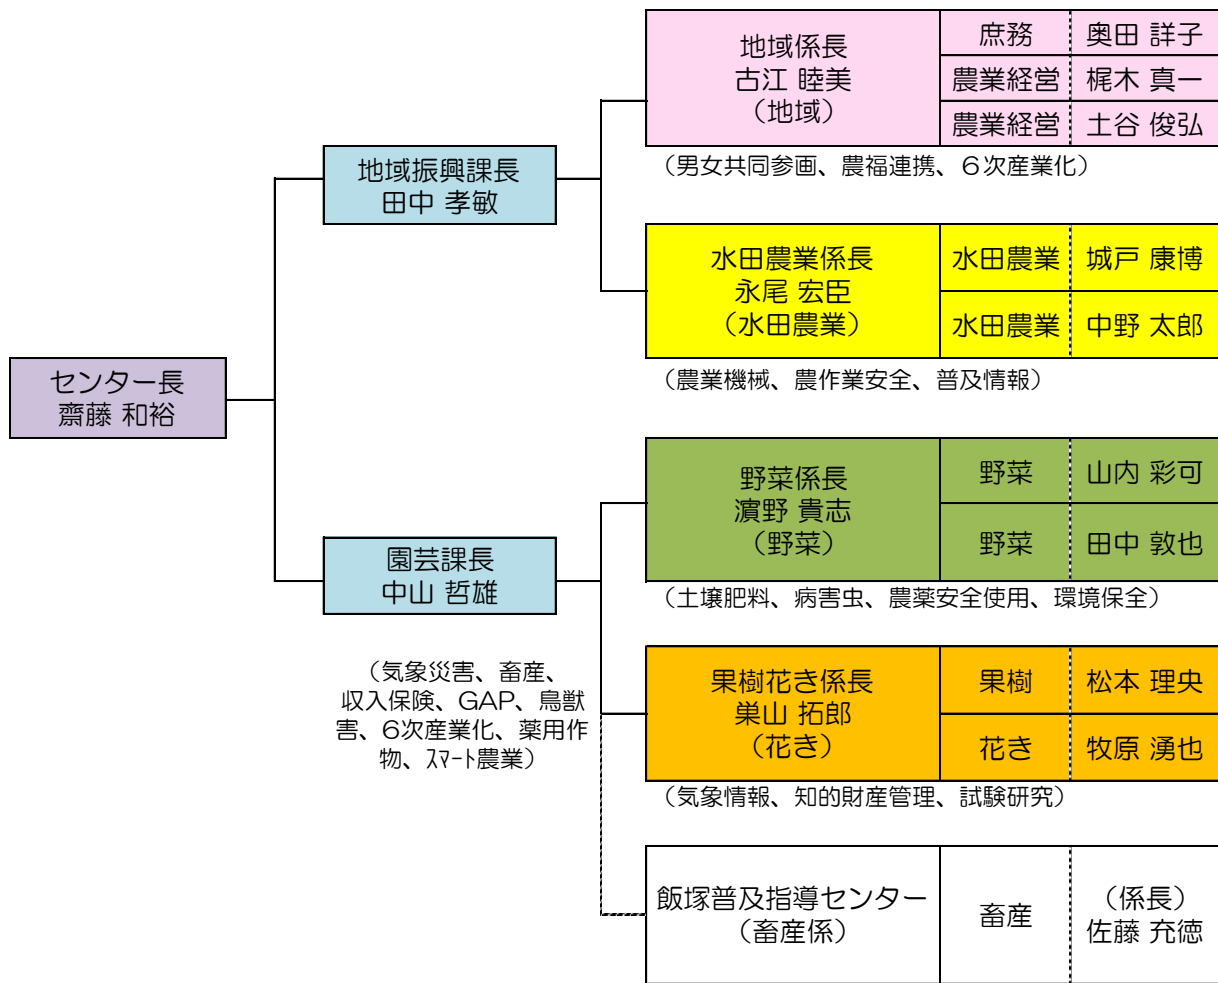 センター長
齋藤 和裕
地域振興課長
田中 孝敏
地域係長
古江 睦美
（地域）
庶務 奥田 詳子
農業経営 梶木 真一
農業経営 土谷 俊弘
（男女共同参画、農福連携、６次産業化）
水田農業係長
永尾 宏臣
（水田農業）
水田農業 城戸 康博
水田農業 中野 太郎
（農業機械、農作業安全、普及情報）
園芸課長
中山 哲雄
（気象災害、畜産、
収入保険、GAP、鳥獣
害、6次産業化、薬用作
物、ｽﾏｰﾄ農業）
野菜係長
濵野 貴志
（野菜）
野菜 山内 彩可
野菜 田中 敦也
（土壌肥料、病害虫、農薬安全使用、環境保全）
果樹花き係長
巣山 拓郎
（花き）
果樹 松本 理央
花き 牧原 湧也
（気象情報、知的財産管理、試験研究）
飯塚普及指導センター
（畜産係）
畜産
（係長）
佐藤 充徳